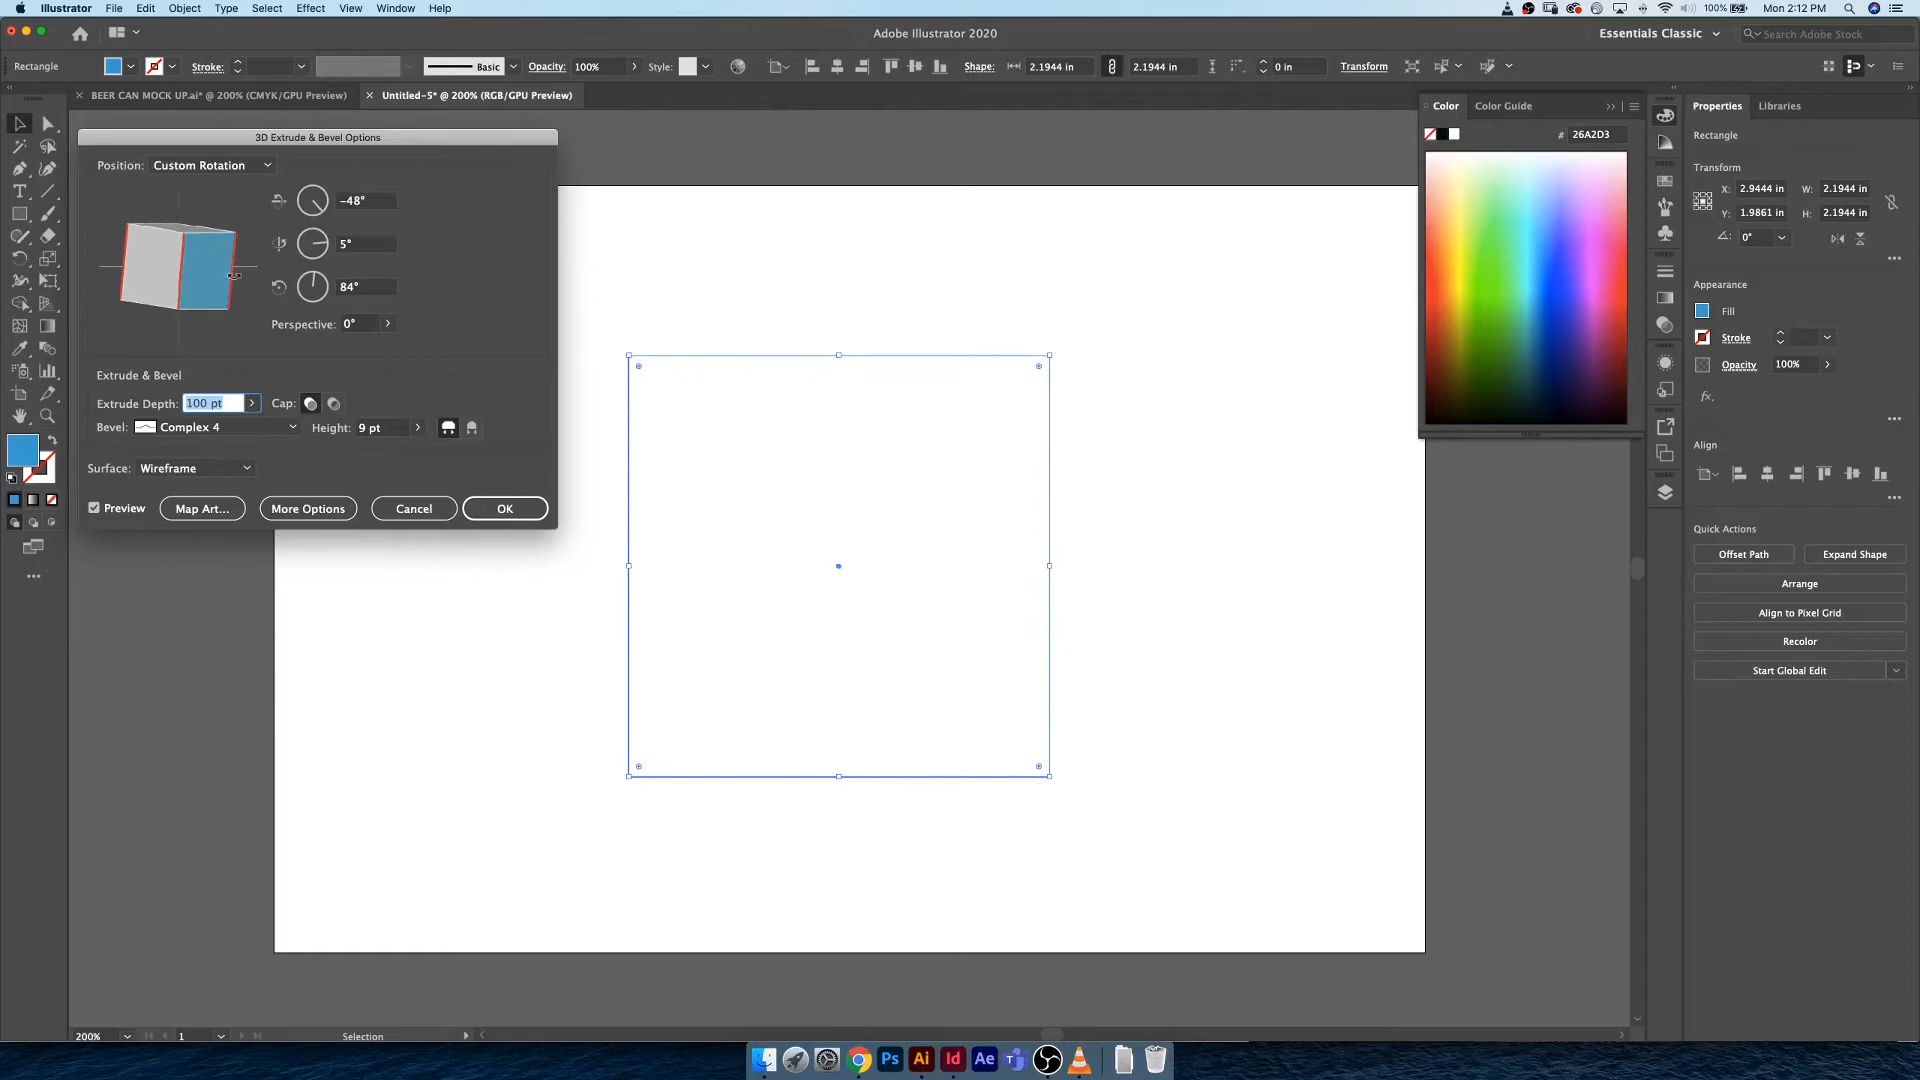 Illustrator File Edit Object Type Select Effect View Window Help
100% Mon 2:12 PM
Adobe Illustrator 2020
Essentials Classic
Search Adobe Stock
Rectangle Stroke: Basic Opacity: 100% Style: Shape: 2.1944 in 2.1944 in 0 in Transform
BEER CAN MOCK UP.ai* @ 200% (CMYK/GPU Preview)
Untitled-5* @ 200% (RGB/GPU Preview)
3D Extrude & Bevel Options
Position: Custom Rotation
-48°
5°
84°
Perspective: 0°
Extrude & Bevel
Extrude Depth: 100 pt Cap:
Bevel: Complex 4 Height: 9 pt
Surface: Wireframe
Preview Map Art... More Options Cancel OK
Color Color Guide
# 26A2D3
Properties Libraries
Rectangle
Transform
X: 2.9444 in W: 2.1944 in
Y: 1.9861 in H: 2.1944 in
0°
Appearance
Fill
Stroke
Opacity 100%
fx.
Align
Quick Actions
Offset Path Expand Shape
Arrange
Align to Pixel Grid
Recolor
Start Global Edit
200% 1 Selection
Ps Ai Id Ae